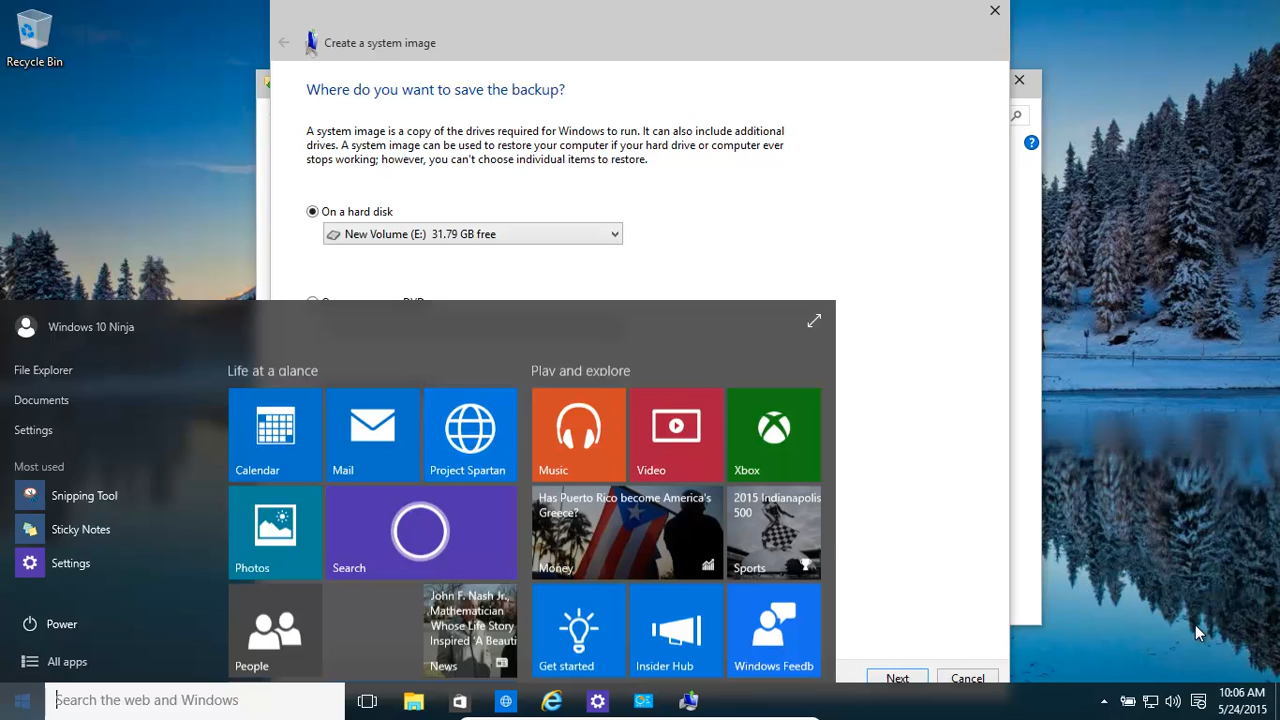 Recycle Bin
Create a system image
Where do you want to save the backup?
A system image is a copy of the drives required for Windows to run. It can also include additional
drives. A system image can be used to restore your computer if your hard drive or computer ever
stops working; however, you can't choose individual items to restore.
On a hard disk
New Volume (E:) 31.79 GB free
Windows 10 Ninja
File Explorer
Documents
Settings
Most used
Snipping Tool
Sticky Notes
Settings
Power
All apps
Life at a glance
Calendar
Mail
Project Spartan
Photos
Search
People
John F. Nash Jr.,
Mathematician
Whose Life Story
Inspired 'A Beauti
News
Play and explore
Music
Video
Xbox
Has Puerto Rico become America's
Greece?
Money
2015 Indianapolis
500
Sports
Get started
Insider Hub
Windows Feedb
Next
Cancel
Search the web and Windows
10:06 AM
5/24/2015